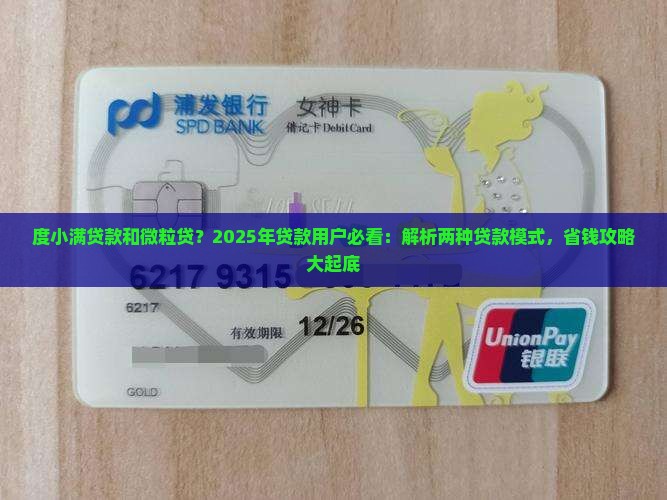 浦发银行
SPD BANK
女神卡
借记卡 Debit Card
度小满贷款和微粒贷？2025年贷款用户必看：解析两种贷款模式，省钱攻略
大起底
6217 9315
6217
有效期限 12/26
GOLD
UnionPay
银联